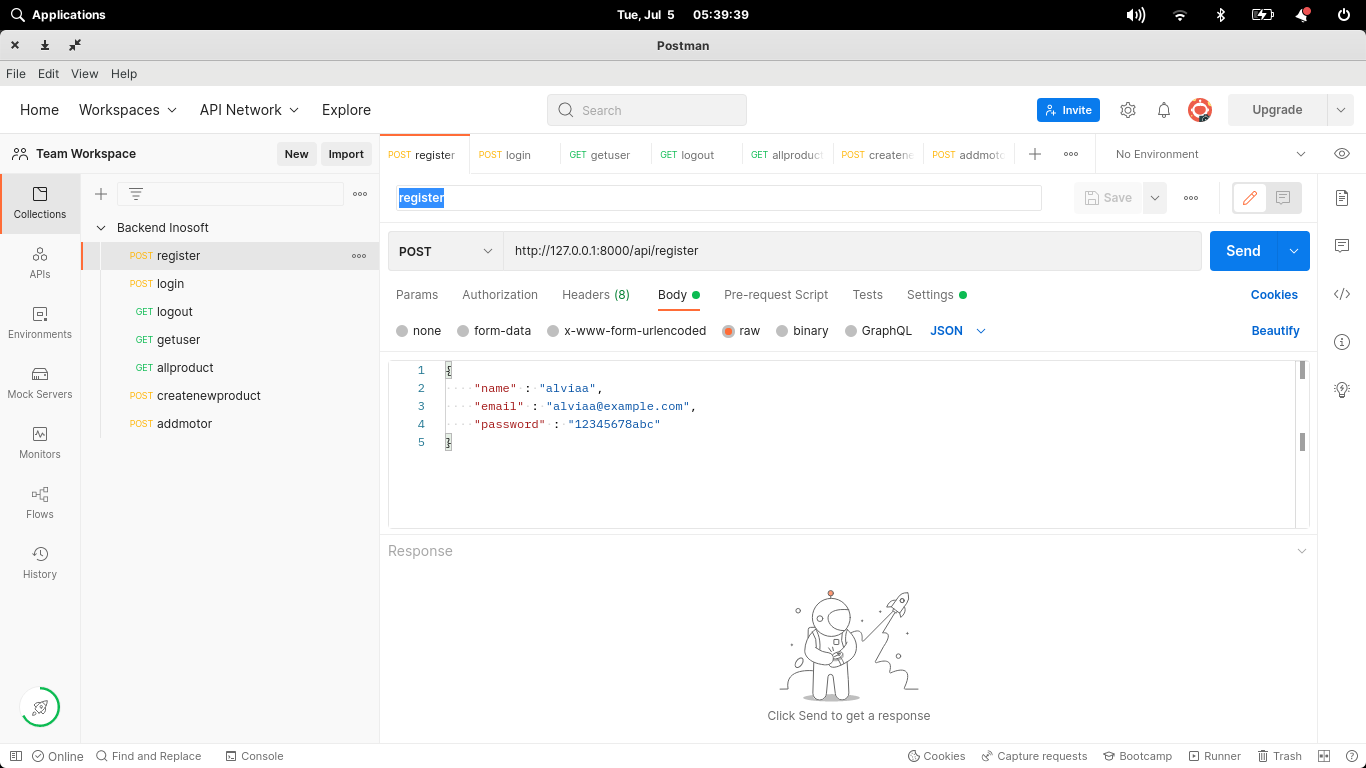 Applications Tue, Jul 5 05:39:39
Postman
File Edit View Help
Home Workspaces API Network Explore Search Invite Upgrade
Team Workspace New Import
POST register POST login GET getuser GET logout GET allproduct POST createne POST addmoto No Environment
register Save
Collections
APIs
Environments
Mock Servers
Monitors
Flows
History
Backend Inosoft
POST register
POST login
GET logout
GET getuser
GET allproduct
POST createnewproduct
POST addmotor
POST http://127.0.0.1:8000/api/register Send
Params Authorization Headers (8) Body Pre-request Script Tests Settings Cookies
none form-data x-www-form-urlencoded raw binary GraphQL JSON Beautify
1 {
2 "name" : "alviaa",
3 "email" : "alviaa@example.com",
4 "password" : "12345678abc"
5 }
Response
Click Send to get a response
Online Find and Replace Console Cookies Capture requests Bootcamp Runner Trash